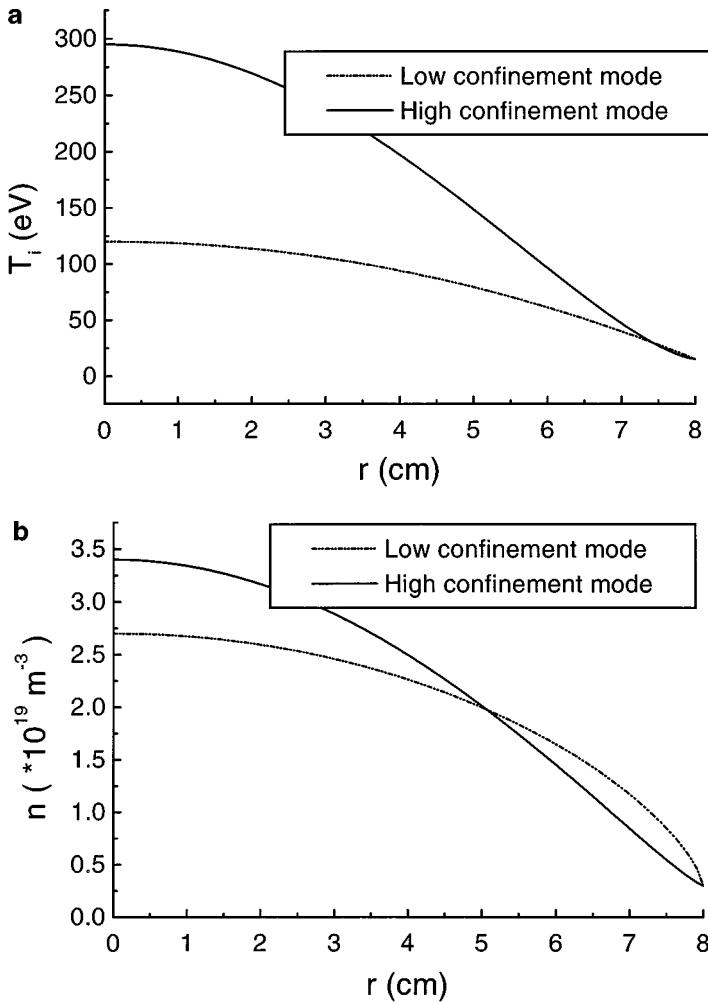 a
300
250
200
150
100
50
0
T_i (eV)
Low confinement mode
High confinement mode
0 1 2 3 4 5 6 7 8
r (cm)
b
3.5
3.0
2.5
2.0
1.5
1.0
0.5
0.0
n ( *10^19 m^-3)
Low confinement mode
High confinement mode
0 1 2 3 4 5 6 7 8
r (cm)